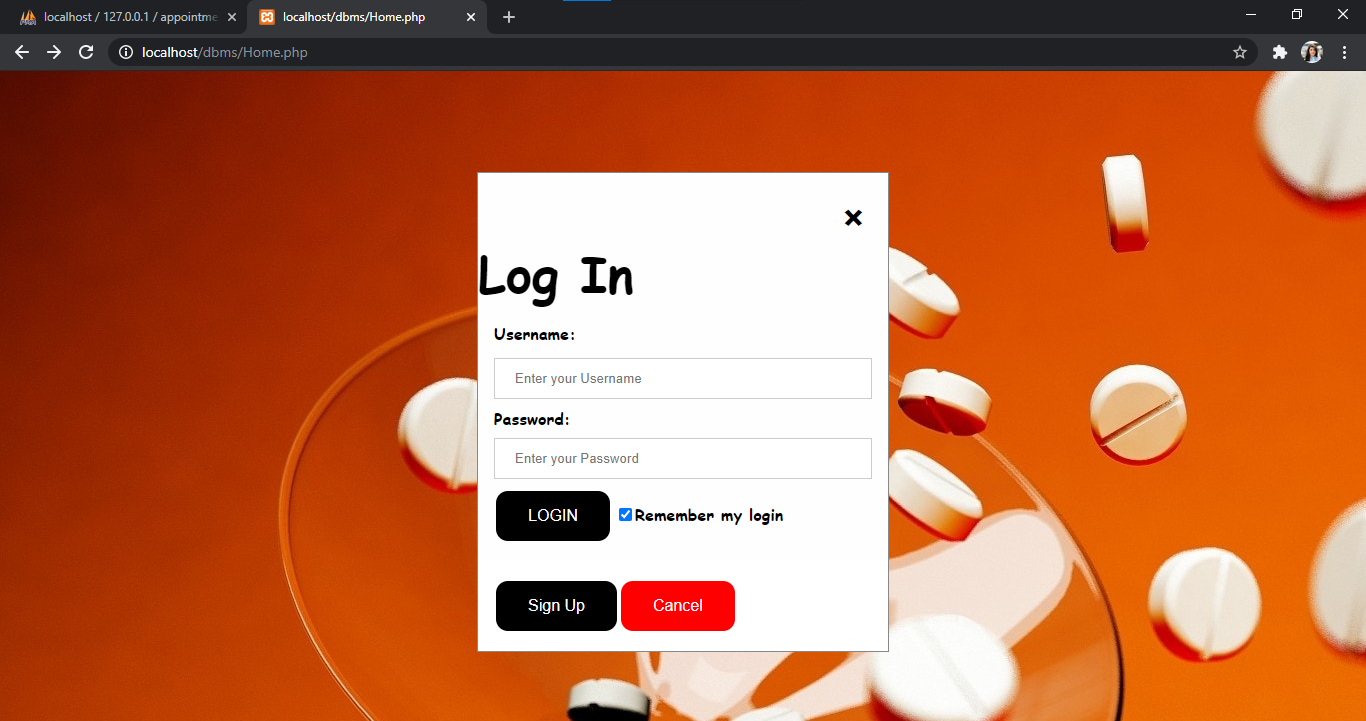 localhost / 127.0.0.1 / appointme
localhost/dbms/Home.php
localhost/dbms/Home.php
Log In
Username:
Enter your Username
Password:
Enter your Password
LOGIN Remember my login
Sign Up Cancel